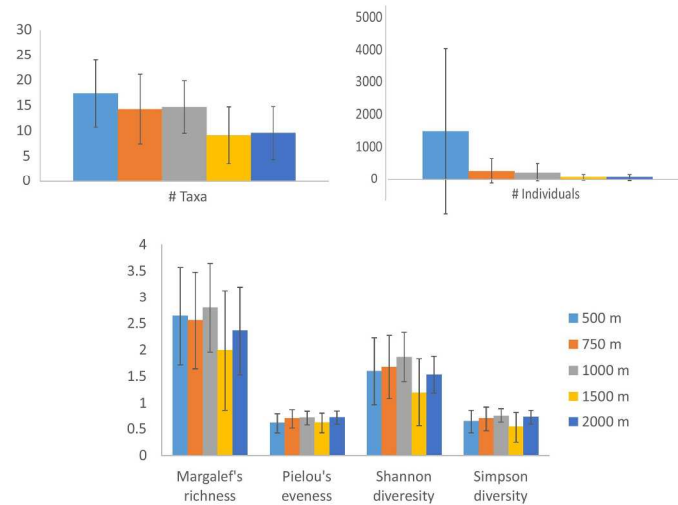 30
25
20
15
10
5
0
# Taxa
5000
4000
3000
2000
1000
0
# Individuals
4
3.5
3
2.5
2
1.5
1
0.5
0
Margalef's
richness
Pielou's
eveness
Shannon
diveresity
Simpson
diversity
500 m
750 m
1000 m
1500 m
2000 m